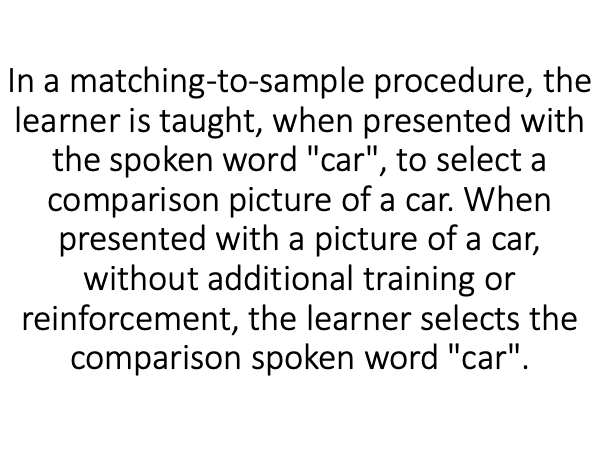 In a matching-to-sample procedure, the
learner is taught, when presented with
the spoken word "car", to select a
comparison picture of a car. When
presented with a picture of a car,
without additional training or
reinforcement, the learner selects the
comparison spoken word "car".